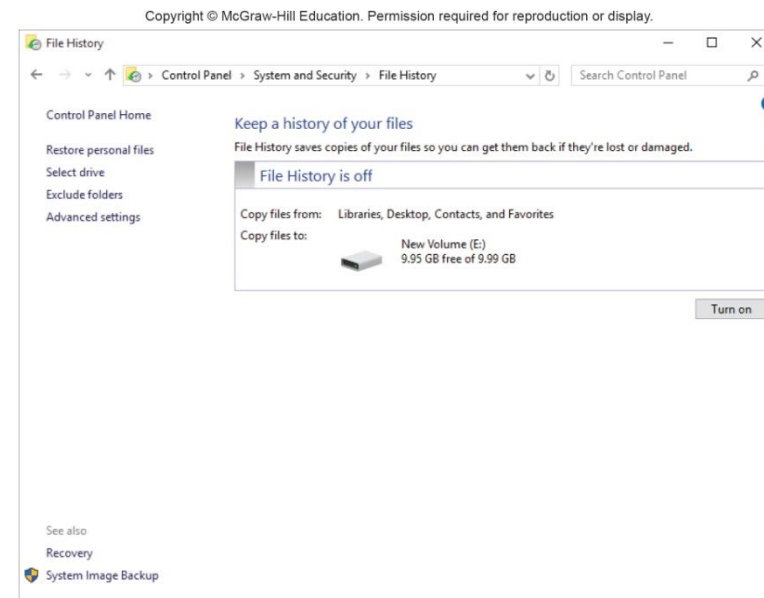 Copyright © McGraw-Hill Education. Permission required for reproduction or display.
File History
Control Panel > System and Security > File History
Search Control Panel
Control Panel Home
Restore personal files
Select drive
Exclude folders
Advanced settings
Keep a history of your files
File History saves copies of your files so you can get them back if they're lost or damaged.
File History is off
Copy files from: Libraries, Desktop, Contacts, and Favorites
Copy files to:
New Volume (E:)
9.95 GB free of 9.99 GB
Turn on
See also
Recovery
System Image Backup